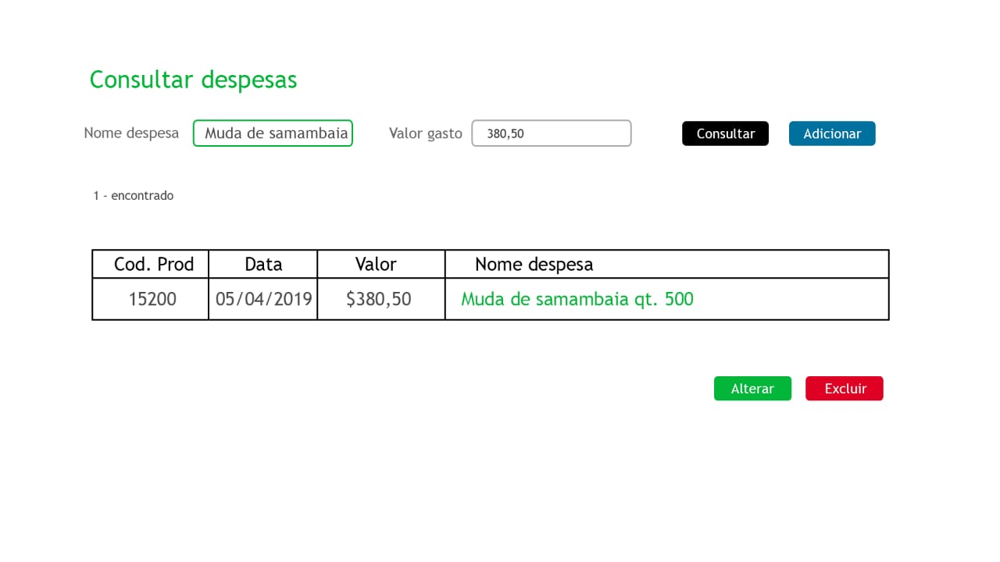 Consultar despesas
Nome despesa Muda de samambaia Valor gasto 380,50 Consultar Adicionar
1 - encontrado
Cod. Prod Data Valor Nome despesa
15200 05/04/2019 $380,50 Muda de samambaia qt. 500
Alterar Excluir